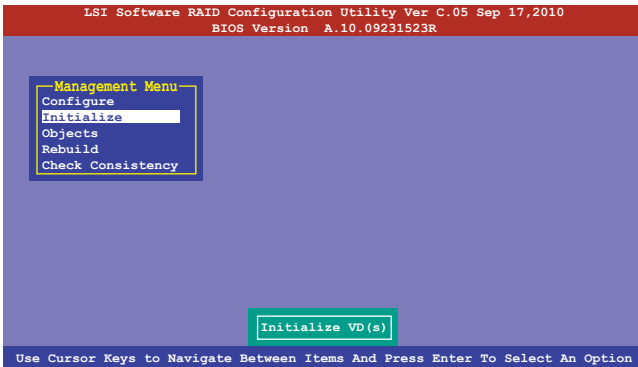 LSI Software RAID Configuration Utility Ver C.05 Sep 17,2010
BIOS Version A.10.09231523R
Management Menu
Configure
Initialize
Objects
Rebuild
Check Consistency
Initialize VD(s)
Use Cursor Keys to Navigate Between Items And Press Enter To Select An Option